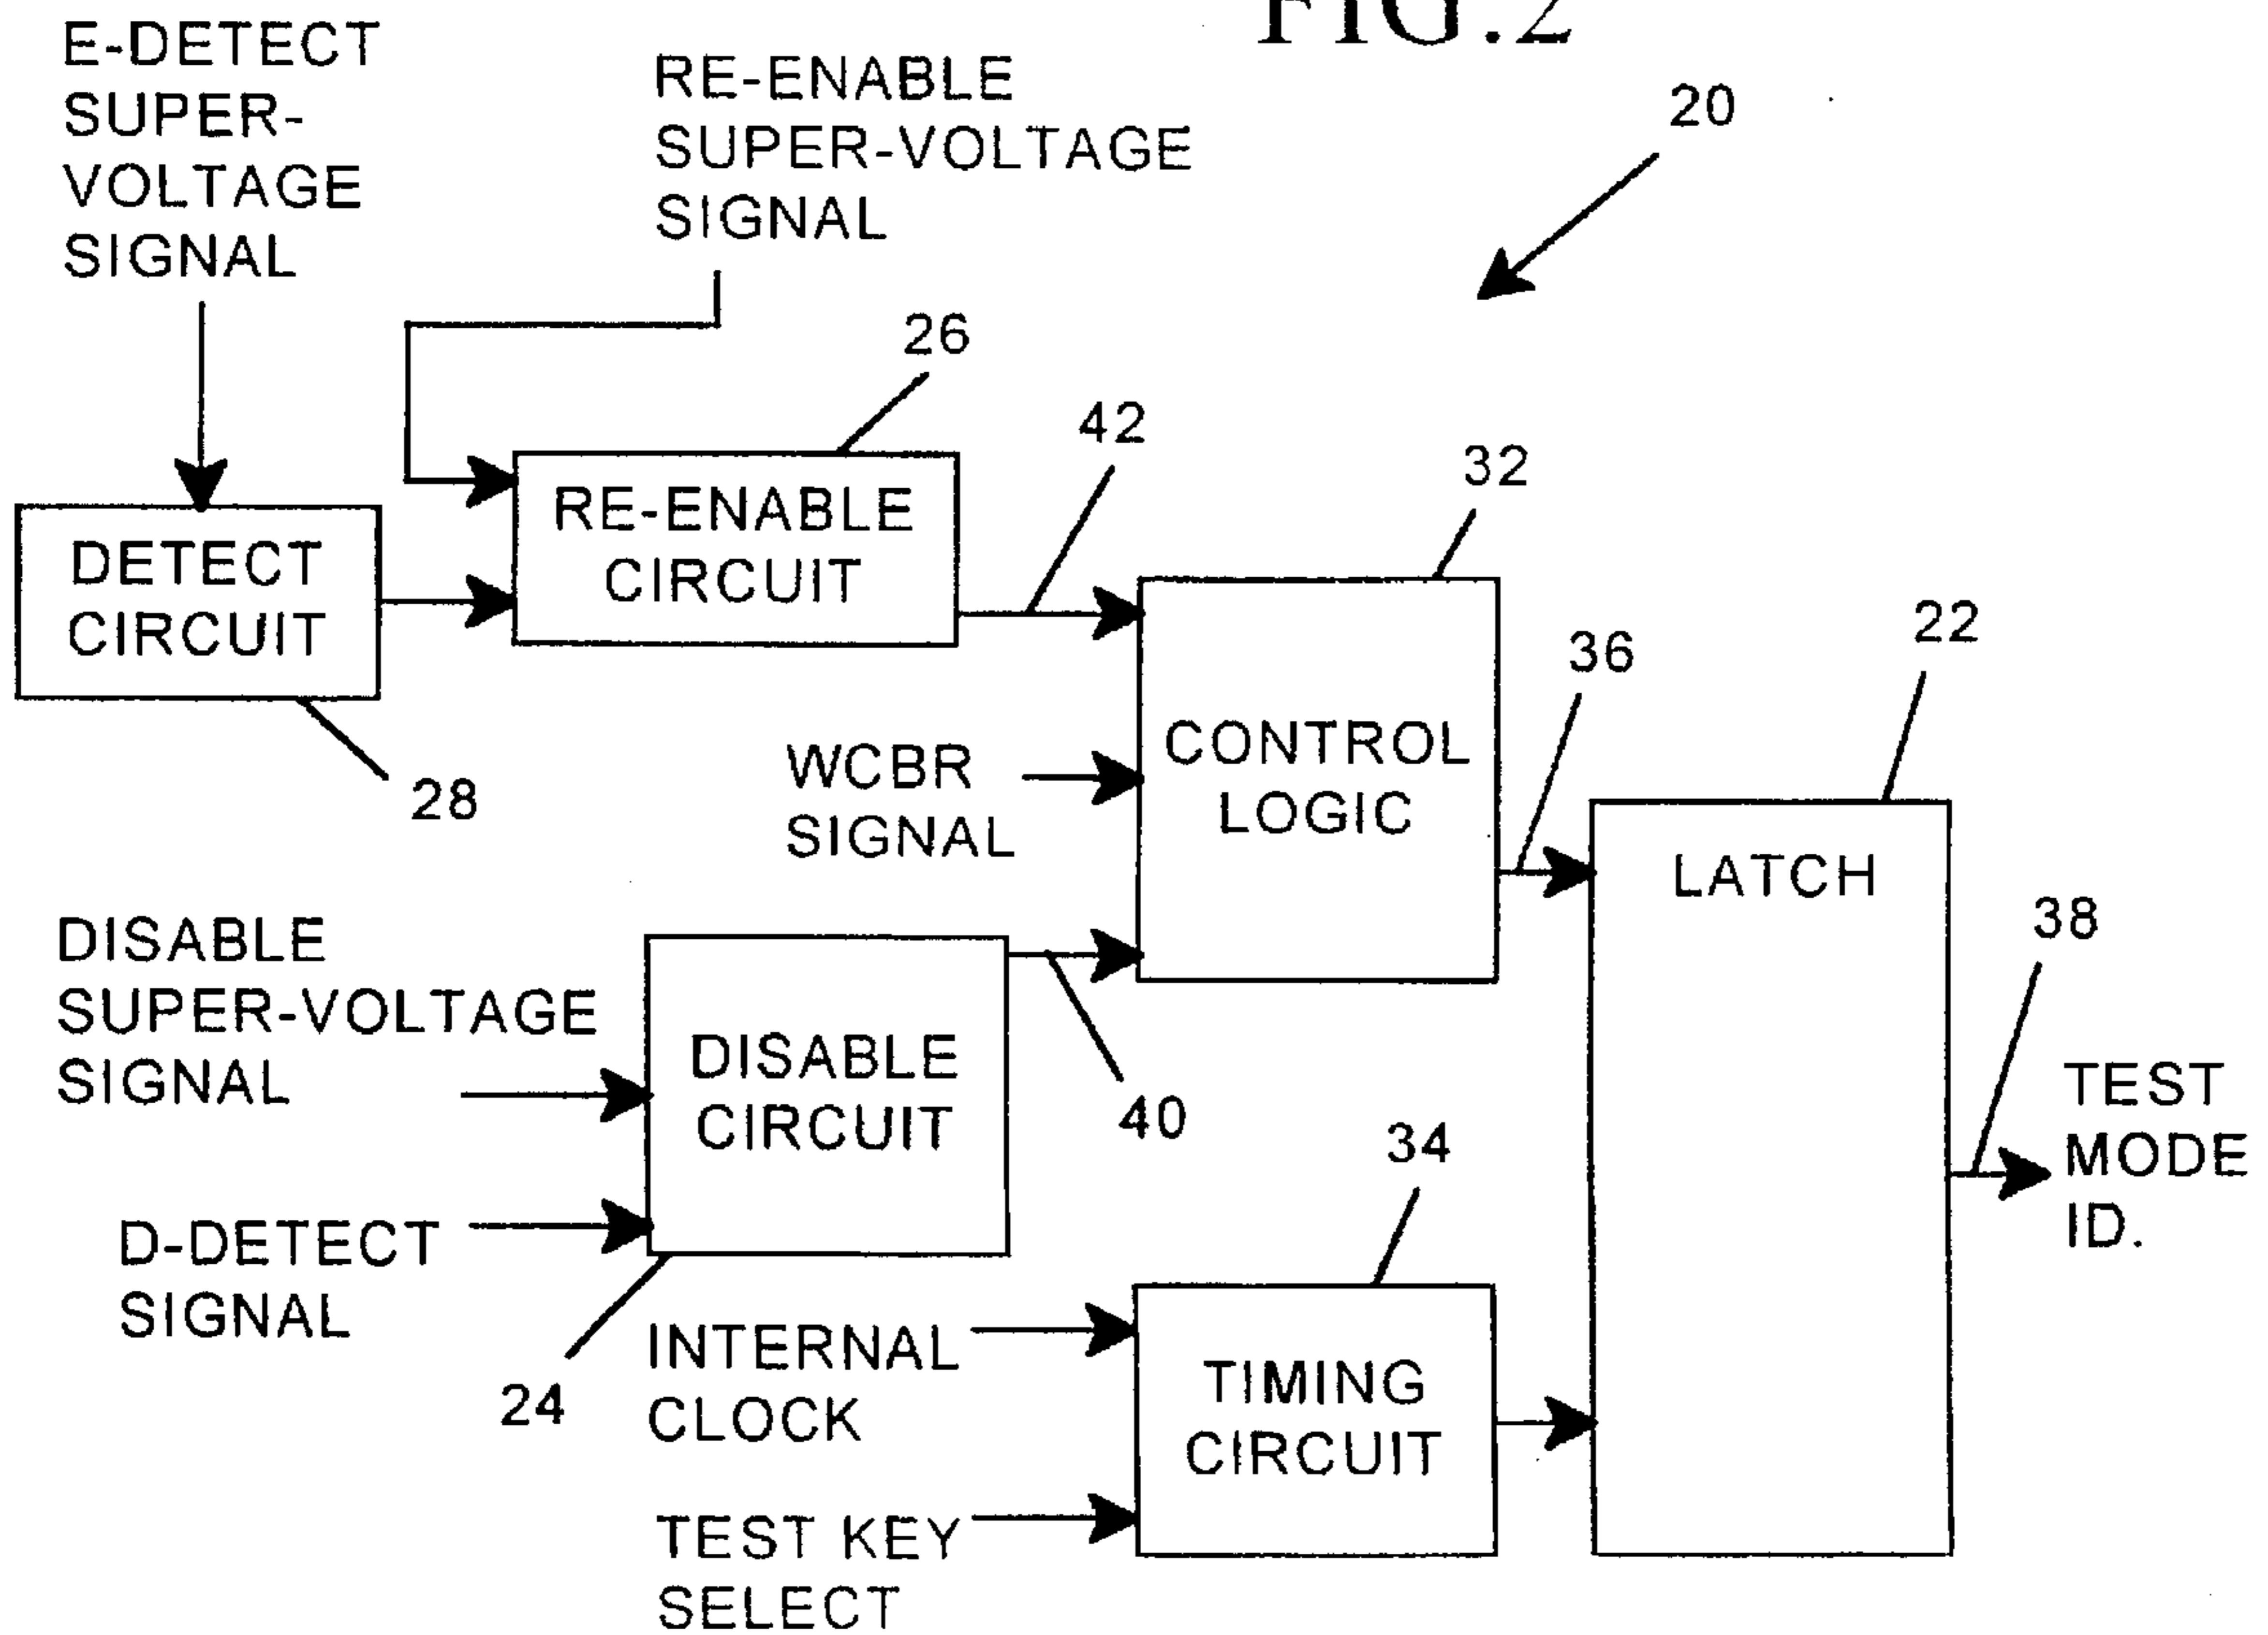 FIG.2
E-DETECT
SUPER-
VOLTAGE
SIGNAL
RE-ENABLE
SUPER-VOLTAGE
SIGNAL
20
26
42
32
RE-ENABLE
CIRCUIT
DETECT
CIRCUIT
28
36
22
WCBR
SIGNAL
CONTROL
LOGIC
LATCH
38
DISABLE
SUPER-VOLTAGE
SIGNAL
DISABLE
CIRCUIT
40
34
TEST
MODE
ID.
D-DETECT
SIGNAL
24
INTERNAL
CLOCK
TIMING
CIRCUIT
TEST KEY
SELECT